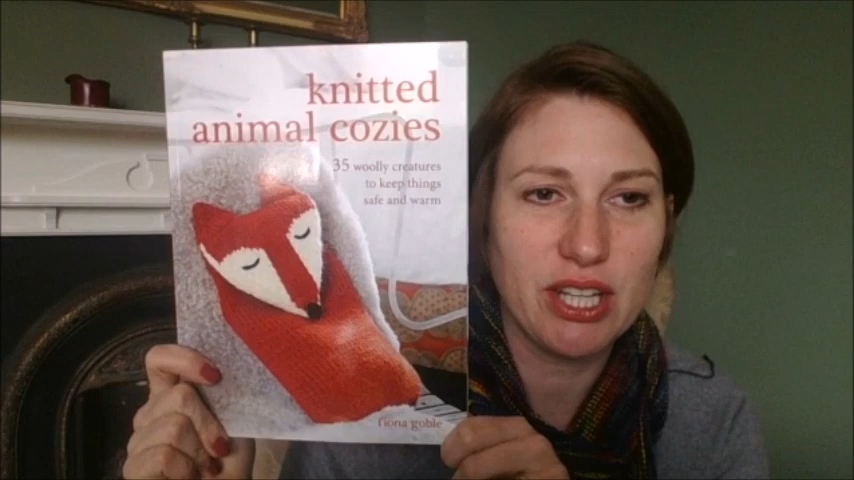 knitted
animal cozies
35 woolly creatures
to keep things
safe and warm
fiona goble